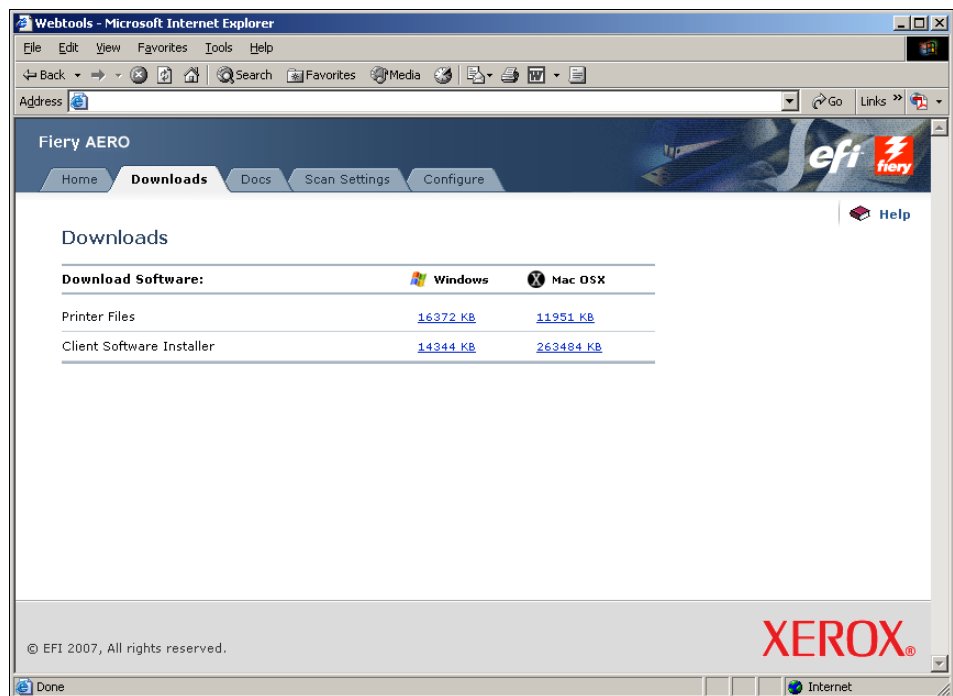 Webtools - Microsoft Internet Explorer
File Edit View Favorites Tools Help
Back Search Favorites Media W
Address Go Links »
Fiery AERO
efi fiery
Home Downloads Docs Scan Settings Configure
Help
Downloads
Download Software: Windows X Mac OSX
Printer Files 16372 KB 11951 KB
Client Software Installer 14344 KB 263484 KB
© EFI 2007, All rights reserved.
XEROX®
Done Internet